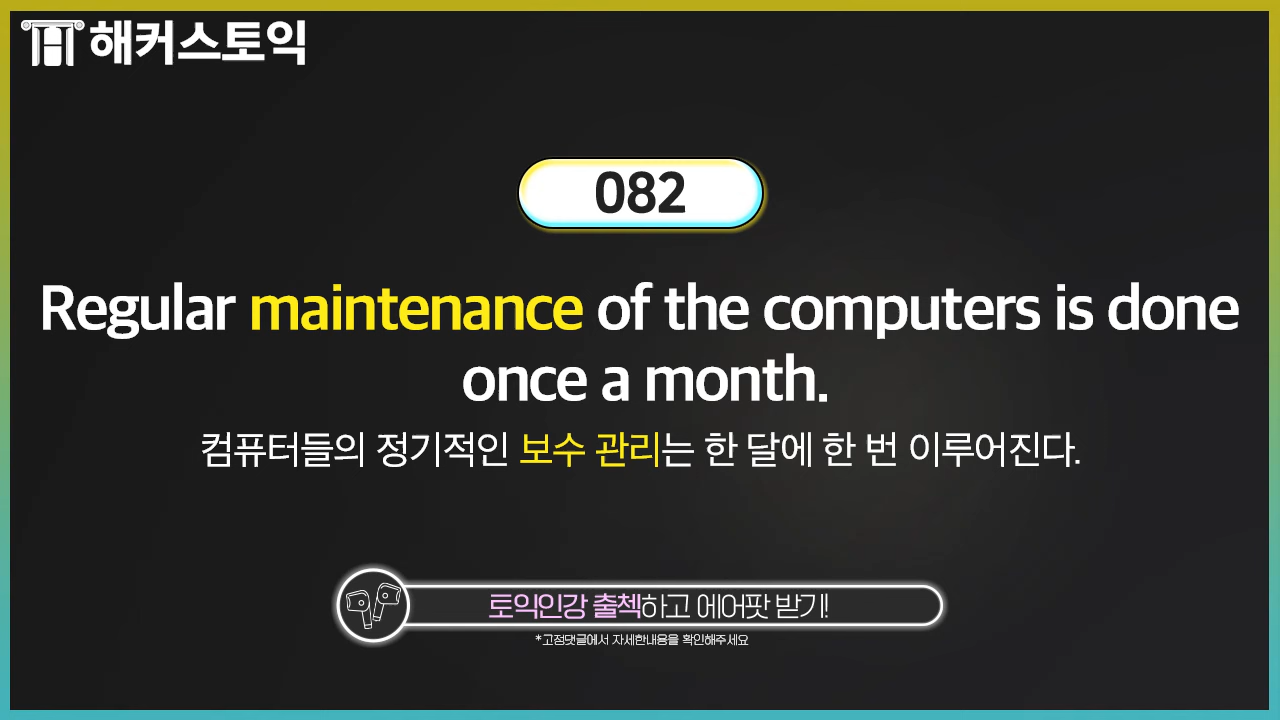 해커스토익
082
Regular maintenance of the computers is done
once a month.
컴퓨터들의 정기적인 보수 관리는 한 달에 한 번 이루어진다.
토익인강 출첵하고 에어팟 받기!
*고정댓글에서 자세한내용을 확인해주세요